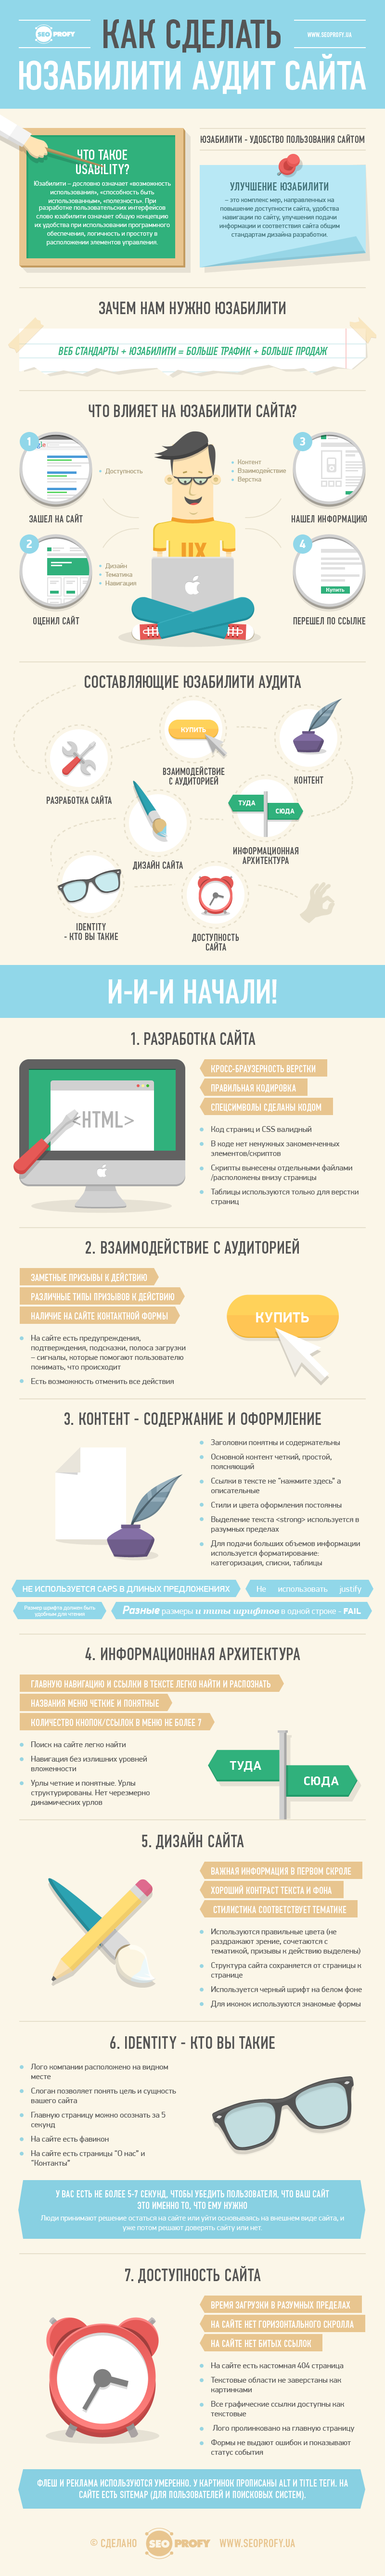 SEO PROFY
КАК СДЕЛАТЬ
WWW.SEOPROFY.UA
ЮЗАБИЛИТИ АУДИТ САЙТА
ЧТО ТАКОЕ
USABILITY?
Юзабилити – дословно означает «возможность
использования», «способность быть
использованным», «полезность». При
разработке пользовательских интерфейсов
слово юзабилити означает общую концепцию
их удобства при использовании программного
обеспечения, логичность и простоту в
расположении элементов управления.
ЮЗАБИЛИТИ - УДОБСТВО ПОЛЬЗОВАНИЯ САЙТОМ
УЛУЧШЕНИЕ ЮЗАБИЛИТИ
– это комплекс мер, направленных на
повышение доступности сайта, удобства
навигации по сайту, улучшения подачи
информации и соответствия сайта общим
стандартам дизайна разработки.
ЗАЧЕМ НАМ НУЖНО ЮЗАБИЛИТИ
ВЕБ СТАНДАРТЫ + ЮЗАБИЛИТИ = БОЛЬШЕ ТРАФИК + БОЛЬШЕ ПРОДАЖ
ЧТО ВЛИЯЕТ НА ЮЗАБИЛИТИ САЙТА?
1
gle
ЗАШЕЛ НА САЙТ
• Доступность
2
ОЦЕНИЛ САЙТ
• Дизайн
• Тематика
• Навигация
UX
• Контент
• Взаимодействие
• Верстка
3
НАШЕЛ ИНФОРМАЦИЮ
4
Купить
ПЕРЕШЕЛ ПО ССЫЛКЕ
СОСТАВЛЯЮЩИЕ ЮЗАБИЛИТИ АУДИТА
РАЗРАБОТКА САЙТА
КУПИТЬ
ВЗАИМОДЕЙСТВИЕ
С АУДИТОРИЕЙ
КОНТЕНТ
ДИЗАЙН САЙТА
ТУДА
СЮДА
ИНФОРМАЦИОННАЯ
АРХИТЕКТУРА
IDENTITY
- КТО ВЫ ТАКИЕ
ДОСТУПНОСТЬ
САЙТА
И-И-И НАЧАЛИ!
1. РАЗРАБОТКА САЙТА
<HTML>
КРОСС-БРАУЗЕРНОСТЬ ВЕРСТКИ
ПРАВИЛЬНАЯ КОДИРОВКА
СПЕЦСИМВОЛЫ СДЕЛАНЫ КОДОМ
• Код страниц и CSS валидный
• В коде нет ненужных закомменченых
элементов/скриптов
• Скрипты вынесены отдельными файлами
/расположены внизу страницы
• Таблицы используются только для верстки
страниц
2. ВЗАИМОДЕЙСТВИЕ С АУДИТОРИЕЙ
ЗАМЕТНЫЕ ПРИЗЫВЫ К ДЕЙСТВИЮ
РАЗЛИЧНЫЕ ТИПЫ ПРИЗЫВОВ К ДЕЙСТВИЮ
НАЛИЧИЕ НА САЙТЕ КОНТАКТНОЙ ФОРМЫ
• На сайте есть предупреждения,
подтверждения, подсказки, полоса загрузки
– сигналы, которые помогают пользователю
понимать, что происходит
• Есть возможность отменить все действия
КУПИТЬ
3. КОНТЕНТ - СОДЕРЖАНИЕ И ОФОРМЛЕНИЕ
• Заголовки понятны и содержательны
• Основной контент четкий, простой,
поясняющий
• Ссылки в тексте не "нажмите здесь" а
описательные
• Стили и цвета оформления постоянны
• Выделение текста <strong> используется в
разумных пределах
• Для подачи больших объемов информации
используется форматирование:
категоризация, списки, таблицы
НЕ ИСПОЛЬЗУЕТСЯ CAPS В ДЛИНЫХ ПРЕДЛОЖЕНИЯХ
Не использовать justify
Размер шрифта должен быть
удобным для чтения
Разные размеры и типы шрифтов в одной строке - FAIL
4. ИНФОРМАЦИОННАЯ АРХИТЕКТУРА
ГЛАВНУЮ НАВИГАЦИЮ И ССЫЛКИ В ТЕКСТЕ ЛЕГКО НАЙТИ И РАСПОЗНАТЬ
НАЗВАНИЯ МЕНЮ ЧЕТКИЕ И ПОНЯТНЫЕ
КОЛИЧЕСТВО КНОПОК/ССЫЛОК В МЕНЮ НЕ БОЛЕЕ 7
• Поиск на сайте легко найти
• Навигация без излишних уровней
вложенности
• Урлы четкие и понятные. Урлы
структурированы. Нет черезмерно
динамических урлов
ТУДА
СЮДА
5. ДИЗАЙН САЙТА
ВАЖНАЯ ИНФОРМАЦИЯ В ПЕРВОМ СКРОЛЕ
ХОРОШИЙ КОНТРАСТ ТЕКСТА И ФОНА
СТИЛИСТИКА СООТВЕТСТВУЕТ ТЕМАТИКЕ
• Используются правильные цвета (не
раздражают зрение, сочетаются с
тематикой, призывы к действию выделены)
• Структура сайта сохраняется от страницы к
странице
• Используется черный шрифт на белом фоне
• Для иконок используются знакомые формы
6. IDENTITY - КТО ВЫ ТАКИЕ
• Лого компании расположено на видном
месте
• Слоган позволяет понять цель и сущность
вашего сайта
• Главную страницу можно осознать за 5
секунд
• На сайте есть фавикон
• На сайте есть страницы "О нас" и
"Контакты"
У ВАС ЕСТЬ НЕ БОЛЕЕ 5-7 СЕКУНД, ЧТОБЫ УБЕДИТЬ ПОЛЬЗОВАТЕЛЯ, ЧТО ВАШ САЙТ
ЭТО ИМЕННО ТО, ЧТО ЕМУ НУЖНО
Люди принимают решение остаться на сайте или уйти основываясь на внешнем виде сайта, и
уже потом решают доверять сайту или нет.
7. ДОСТУПНОСТЬ САЙТА
ВРЕМЯ ЗАГРУЗКИ В РАЗУМНЫХ ПРЕДЕЛАХ
НА САЙТЕ НЕТ ГОРИЗОНТАЛЬНОГО СКРОЛЛА
НА САЙТЕ НЕТ БИТЫХ ССЫЛОК
• На сайте есть кастомная 404 страница
• Текстовые области не заверстаны как
картинками
• Все графические ссылки доступны как
текстовые
• Лого пролинковано на главную страницу
• Формы не выдают ошибок и показывают
статус события
ФЛЕШ И РЕКЛАМА ИСПОЛЬЗУЮТСЯ УМЕРЕННО. У КАРТИНОК ПРОПИСАНЫ ALT И TITLE ТЕГИ. НА
САЙТЕ ЕСТЬ SITEMAP (ДЛЯ ПОЛЬЗОВАТЕЛЕЙ И ПОИСКОВЫХ СИСТЕМ).
© СДЕЛАНО SEO PROFY WWW.SEOPROFY.UA